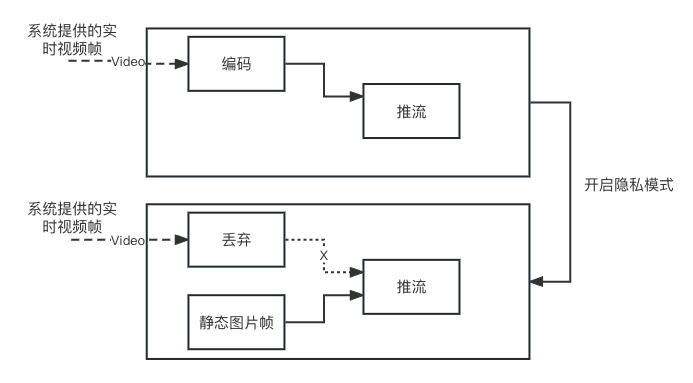 系统提供的实
时视频帧
Video
编码
推流
开启隐私模式
系统提供的实
时视频帧
Video
丢弃
X
推流
静态图片帧